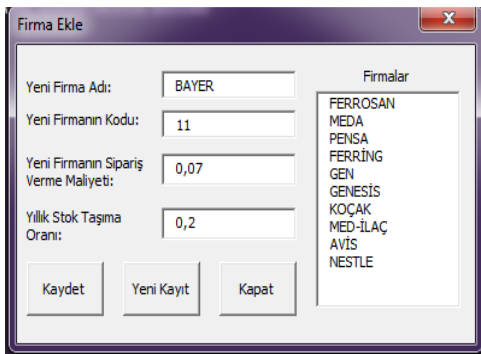 Firma Ekle
x
Yeni Firma Adı:
BAYER
Yeni Firmanın Kodu:
11
Yeni Firmanın Sipariş
Verme Maliyeti:
0,07
Yıllık Stok Taşıma
Oranı:
0,2
Kaydet
Yeni Kayıt
Kapat
Firmalar
FERROSAN
MEDA
PENSA
FERRİNG
GEN
GENESİS
KOÇAK
MED-İLAÇ
AVİS
NESTLE